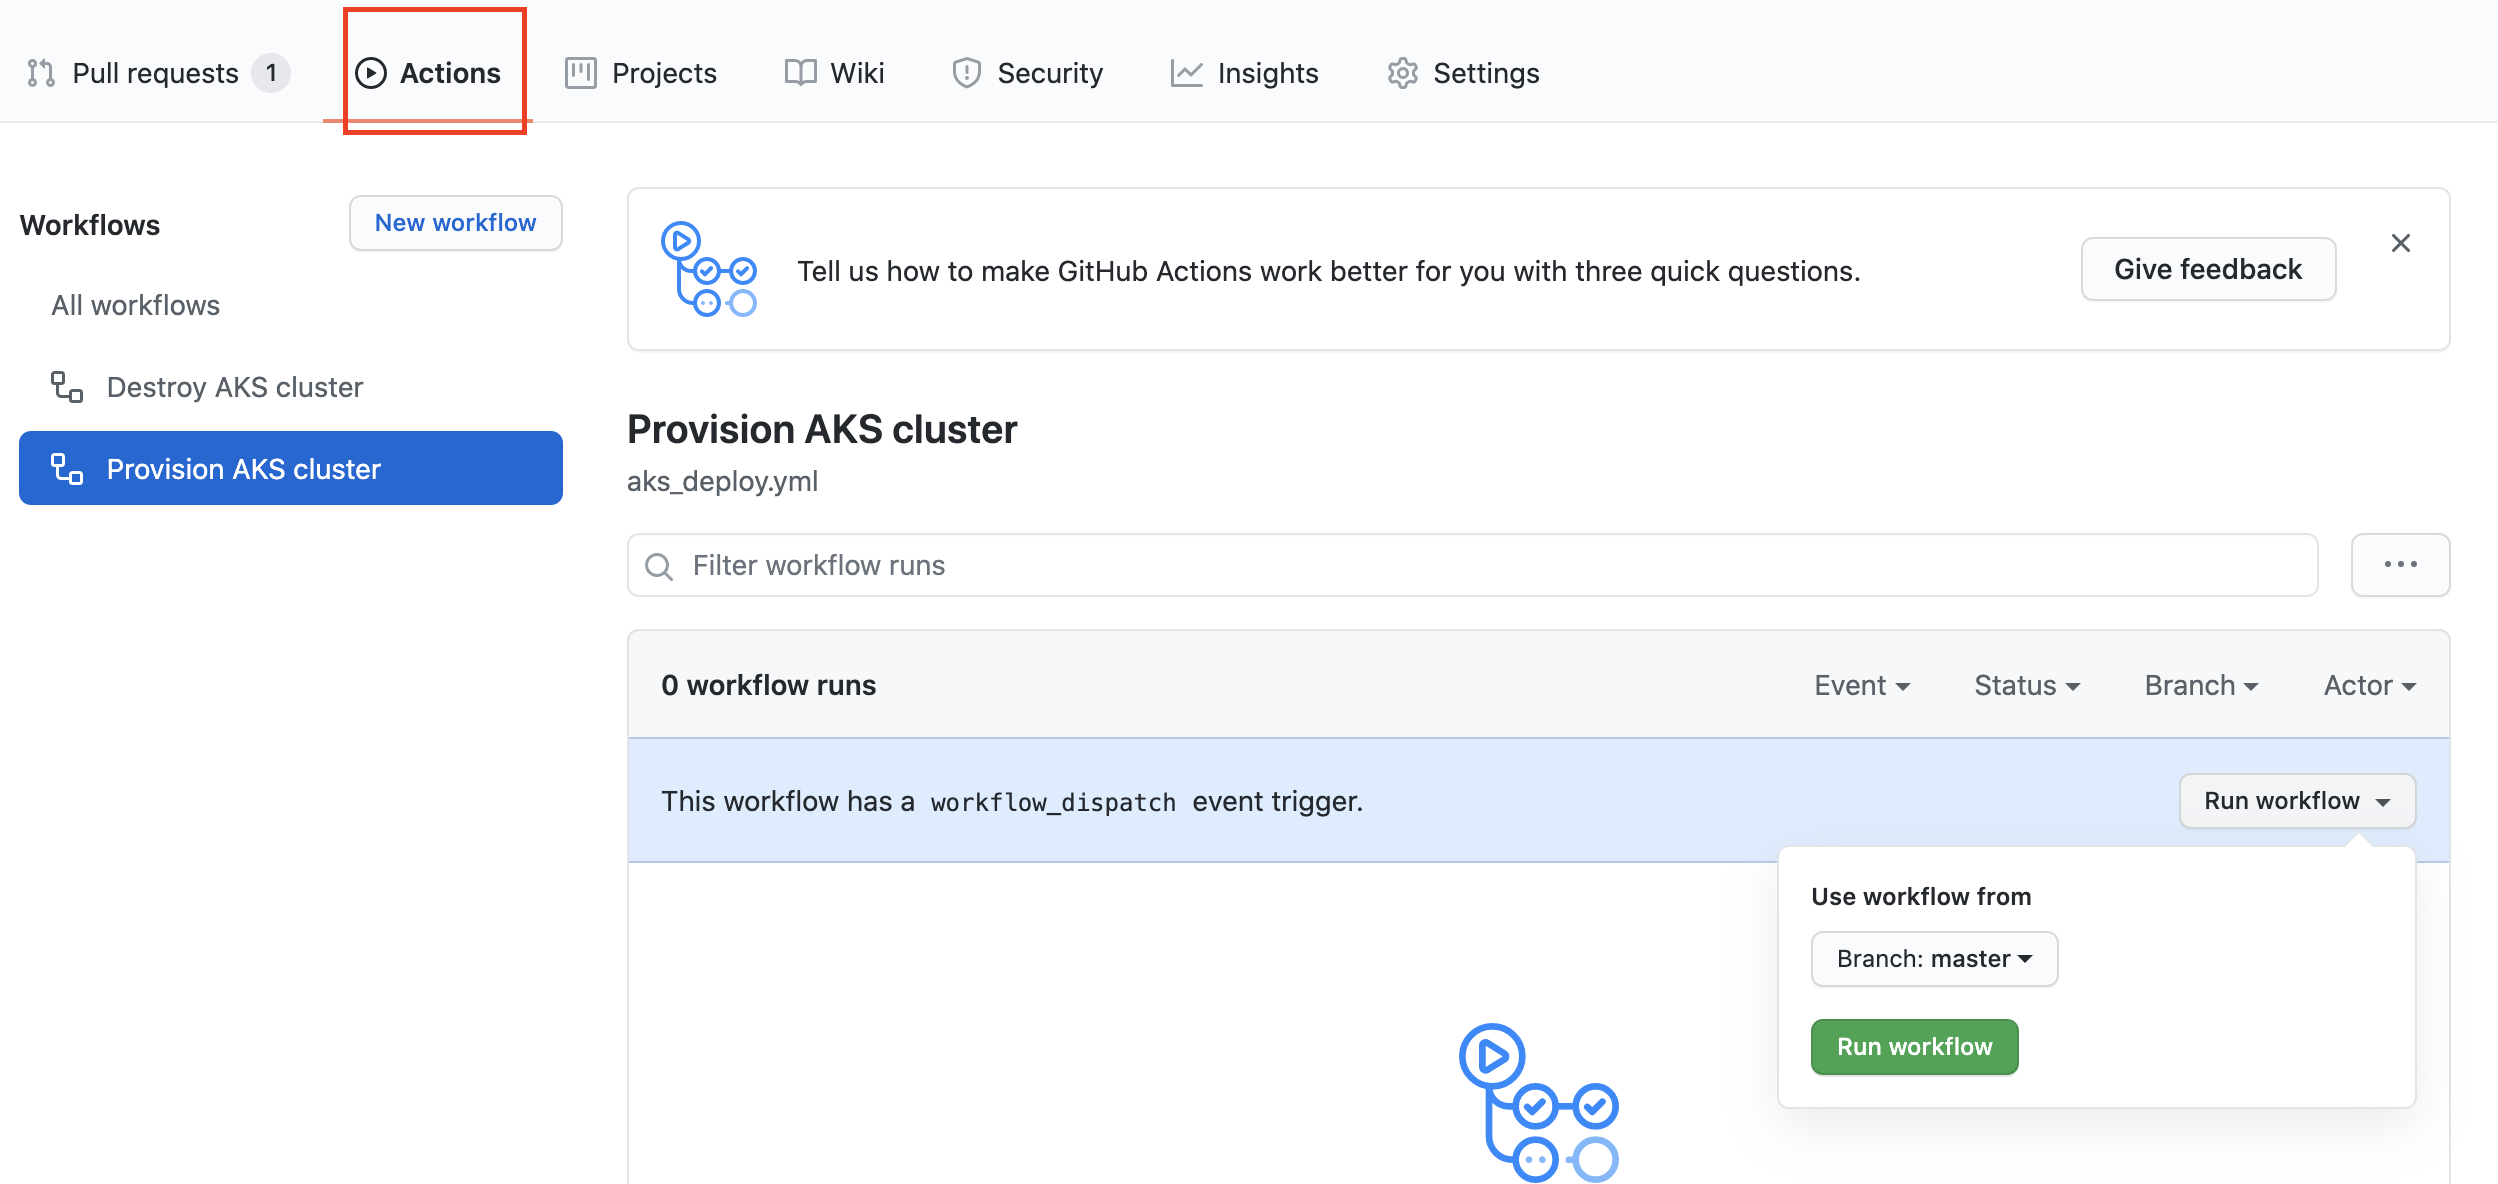 Pull requests 1 Actions Projects Wiki Security Insights Settings
Workflows New workflow
All workflows
Destroy AKS cluster
Provision AKS cluster
Tell us how to make GitHub Actions work better for you with three quick questions. Give feedback
Provision AKS cluster
aks_deploy.yml
Filter workflow runs
0 workflow runs Event Status Branch Actor
This workflow has a workflow_dispatch event trigger. Run workflow
Use workflow from
Branch: master
Run workflow